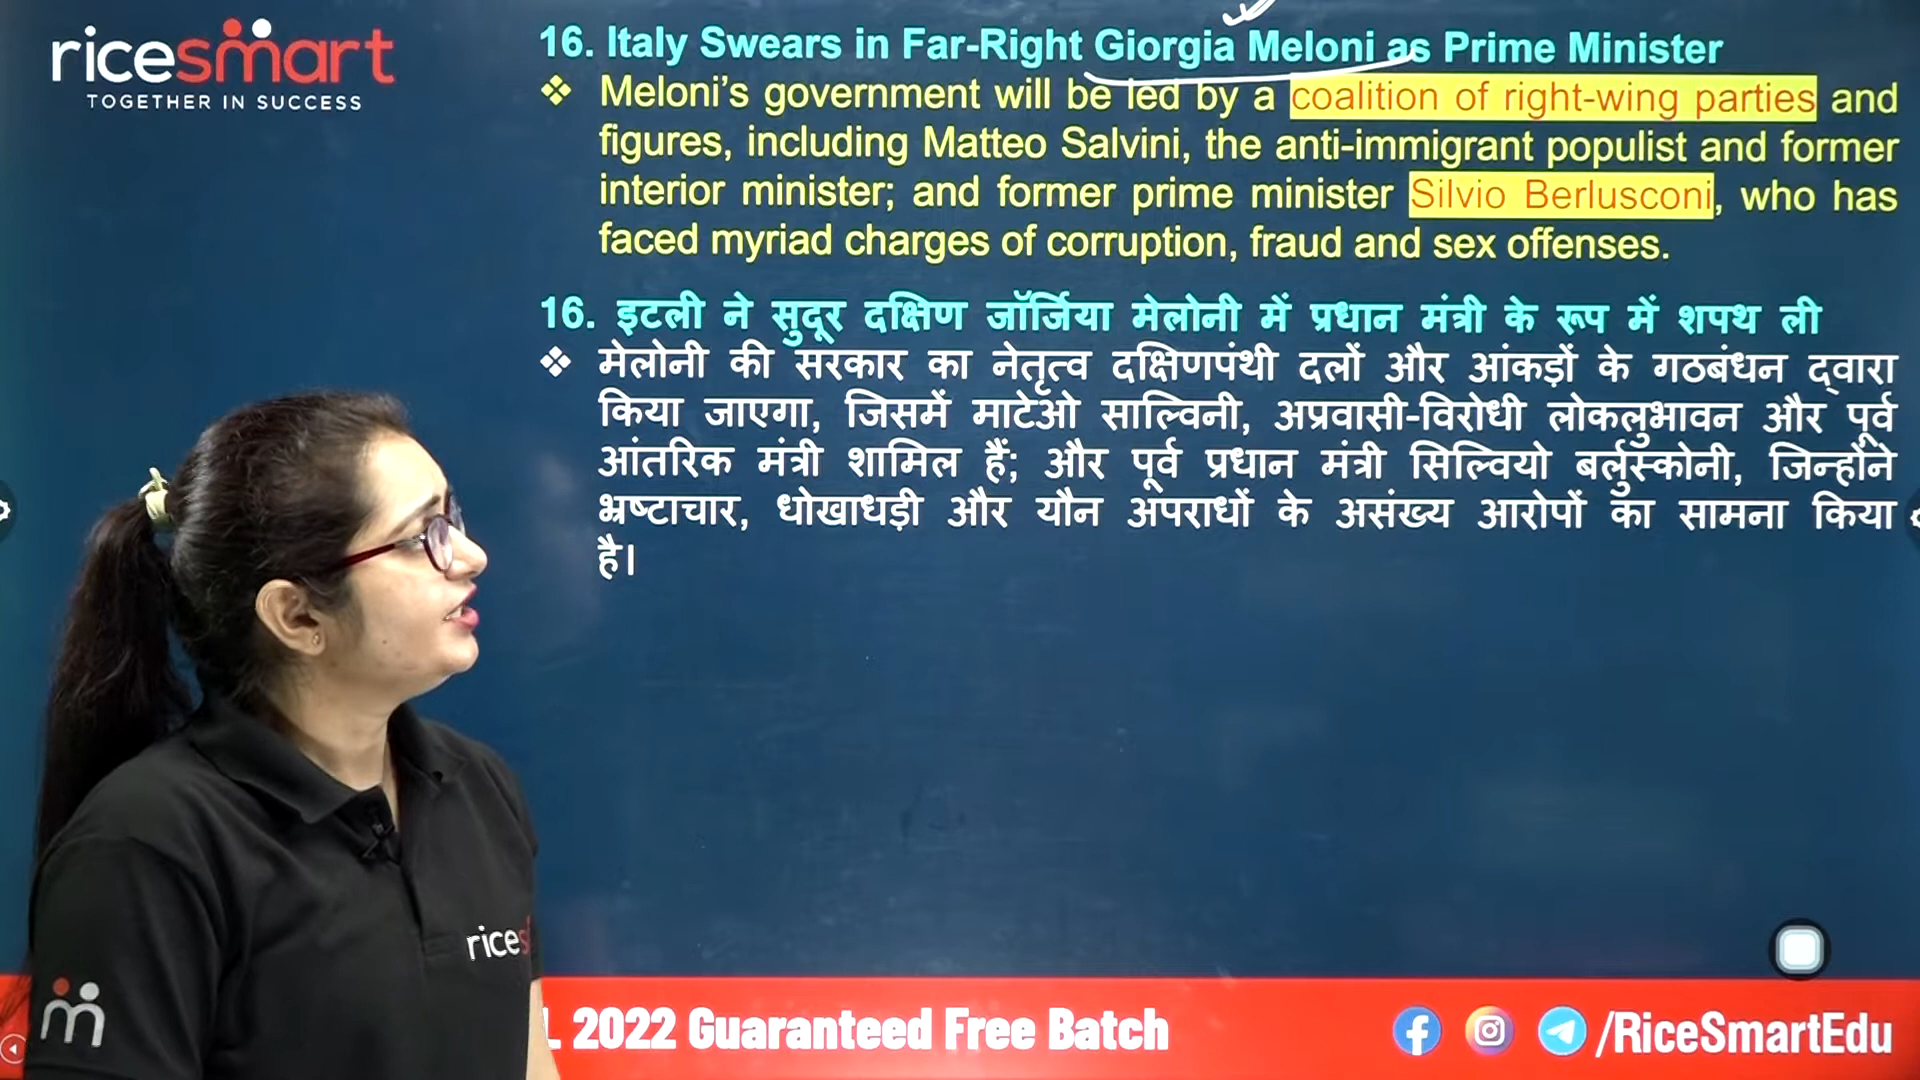 ricesmart
TOGETHER IN SUCCESS
16. Italy Swears in Far-Right Giorgia Meloni as Prime Minister
❖ Meloni’s government will be led by a coalition of right-wing parties and
figures, including Matteo Salvini, the anti-immigrant populist and former
interior minister; and former prime minister Silvio Berlusconi, who has
faced myriad charges of corruption, fraud and sex offenses.
16. इटली ने सुदूर दक्षिण जॉर्जिया मेलोनी में प्रधान मंत्री के रूप में शपथ ली
❖ मेलोनी की सरकार का नेतृत्व दक्षिणपंथी दलों और आंकड़ों के गठबंधन द्वारा
किया जाएगा, जिसमें माटेओ साल्विनी, अप्रवासी-विरोधी लोकलुभावन और पूर्व
आंतरिक मंत्री शामिल हैं; और पूर्व प्रधान मंत्री सिल्वियो बर्लुस्कोनी, जिन्होंने
भ्रष्टाचार, धोखाधड़ी और यौन अपराधों के असंख्य आरोपों का सामना किया
है।
rices
L 2022 Guaranteed Free Batch
/RiceSmartEdu